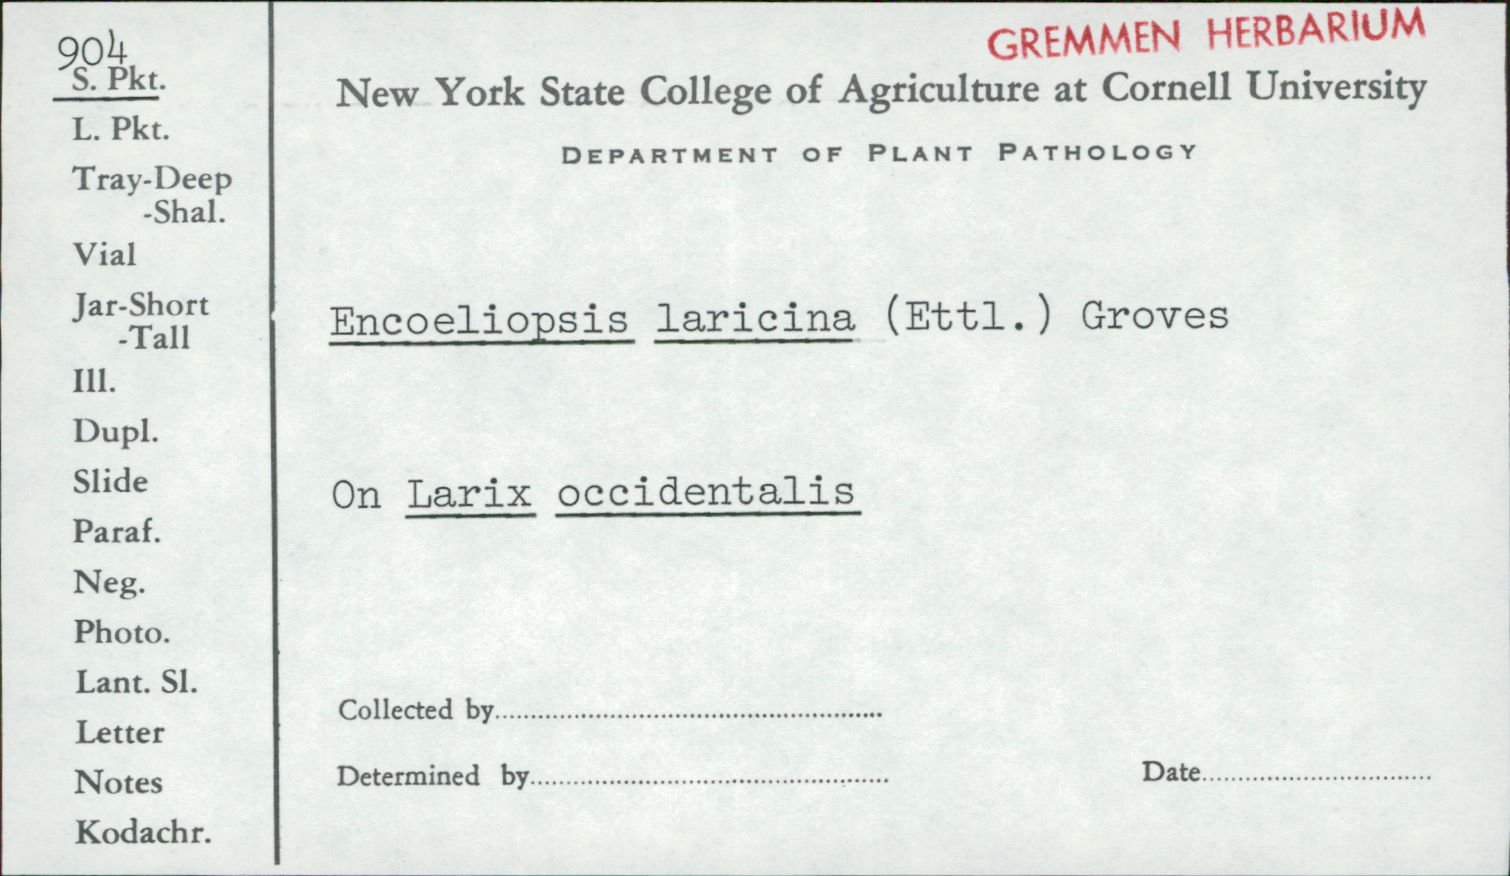 904
S. Pkt.
L. Pkt.
Tray-Deep
-Shal.
Vial
Jar-Short
-Tall
Ill.
Dupl.
Slide
Paraf.
Neg.
Photo.
Lant. Sl.
Letter
Notes
Kodachr.
GREMMEN HERBARIUM
New York State College of Agriculture at Cornell University
DEPARTMENT OF PLANT PATHOLOGY
Encoeliopsis laricina (Ettl.) Groves
On Larix occidentalis
Collected by
Determined by
Date